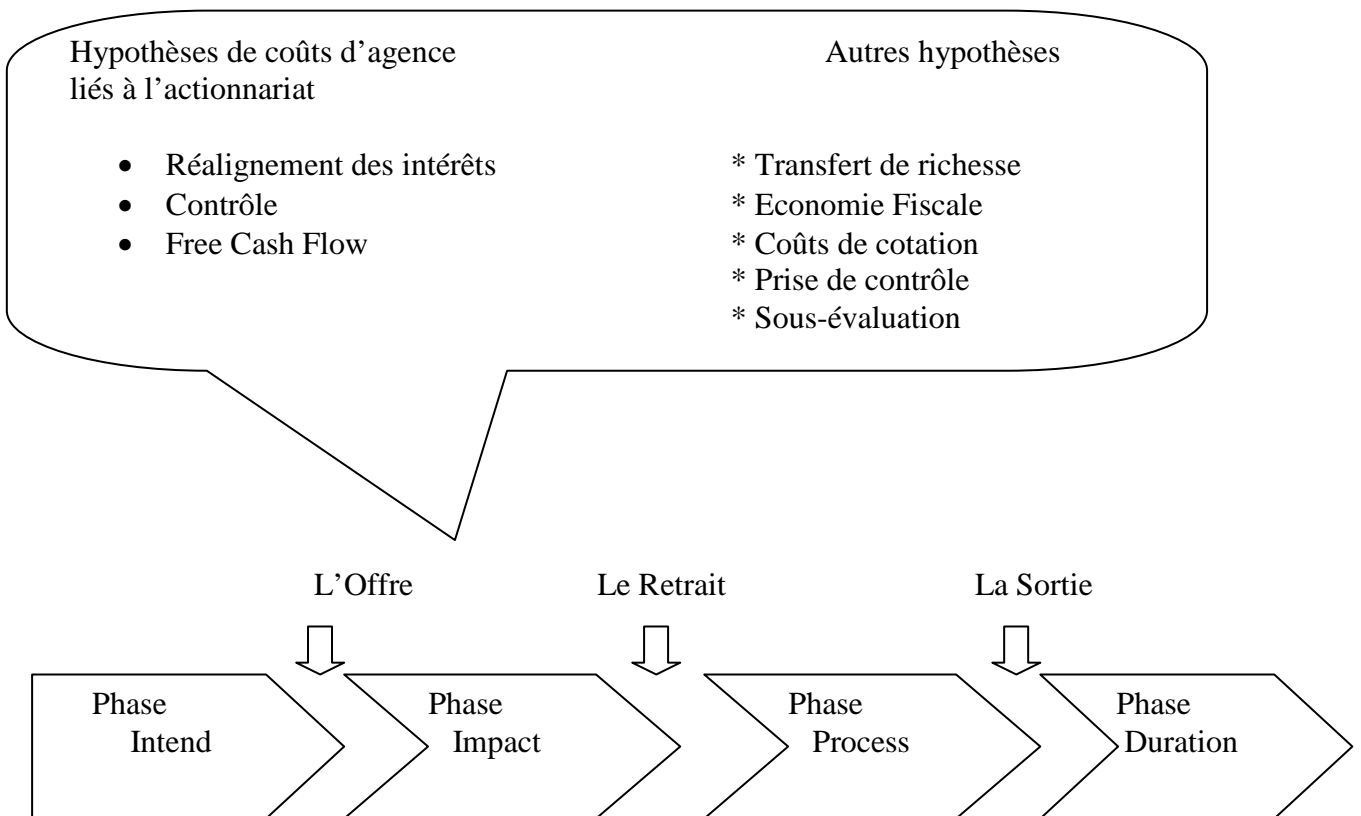 Hypothèses de coûts d’agence
liés à l’actionnariat
• Réalignement des intérêts
• Contrôle
• Free Cash Flow
Autres hypothèses
* Transfert de richesse
* Economie Fiscale
* Coûts de cotation
* Prise de contrôle
* Sous-évaluation
L’Offre
Le Retrait
La Sortie
Phase
Intend
Phase
Impact
Phase
Process
Phase
Duration